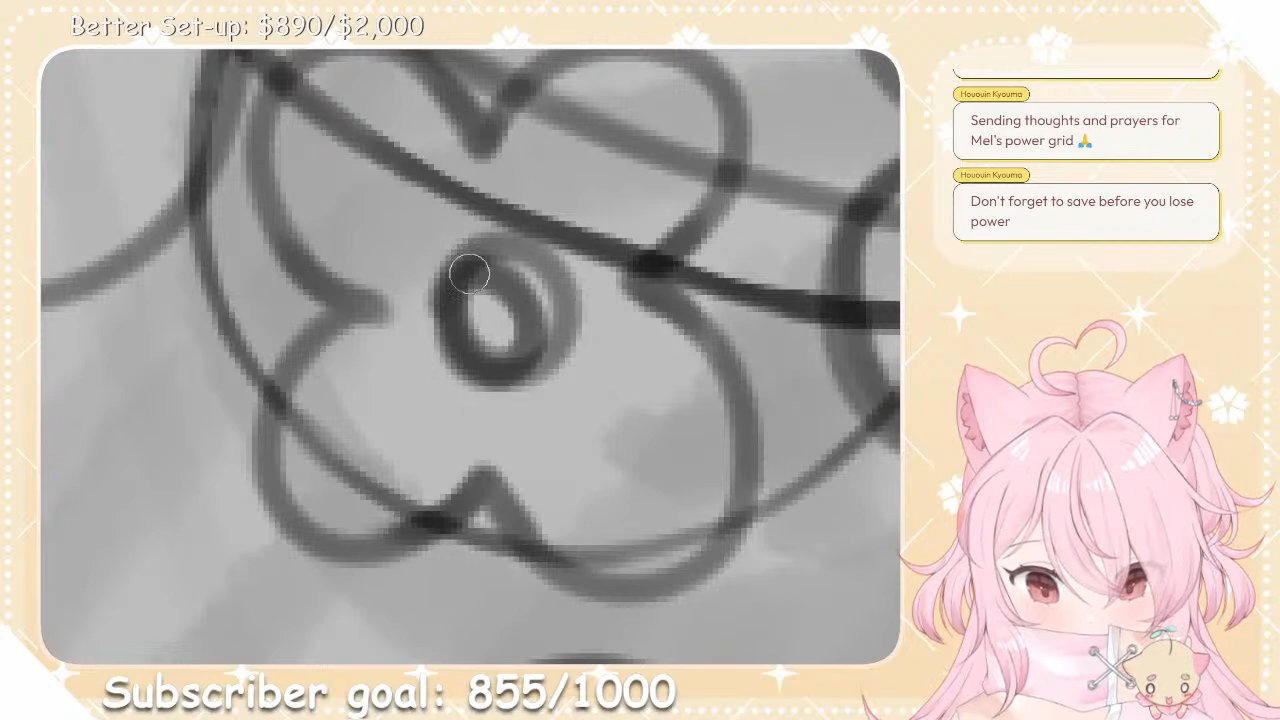 Better Set-up: $890/$2,000
Hououin Kyouma
Sending thoughts and prayers for
Mel's power grid 🙏
Hououin Kyouma
Don't forget to save before you lose
power
Subscriber goal: 855/1000